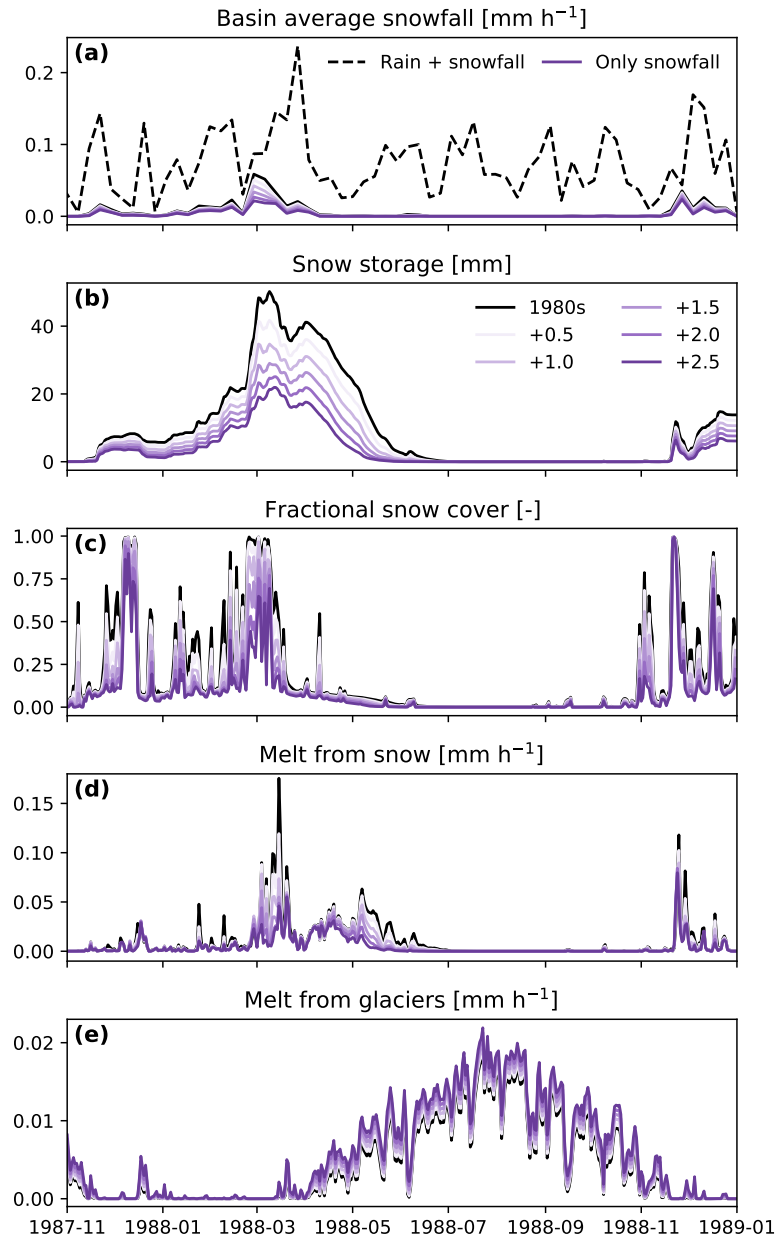 Basin average snowfall [mm h⁻¹]
(a)
Rain + snowfall
Only snowfall
0.2
0.1
0.0
Snow storage [mm]
(b)
1980s
+0.5
+1.0
+1.5
+2.0
+2.5
40
20
0
Fractional snow cover [-]
(c)
1.00
0.75
0.50
0.25
0.00
Melt from snow [mm h⁻¹]
(d)
0.15
0.10
0.05
0.00
Melt from glaciers [mm h⁻¹]
(e)
0.02
0.01
0.00
1987-11 1988-01 1988-03 1988-05 1988-07 1988-09 1988-11 1989-01